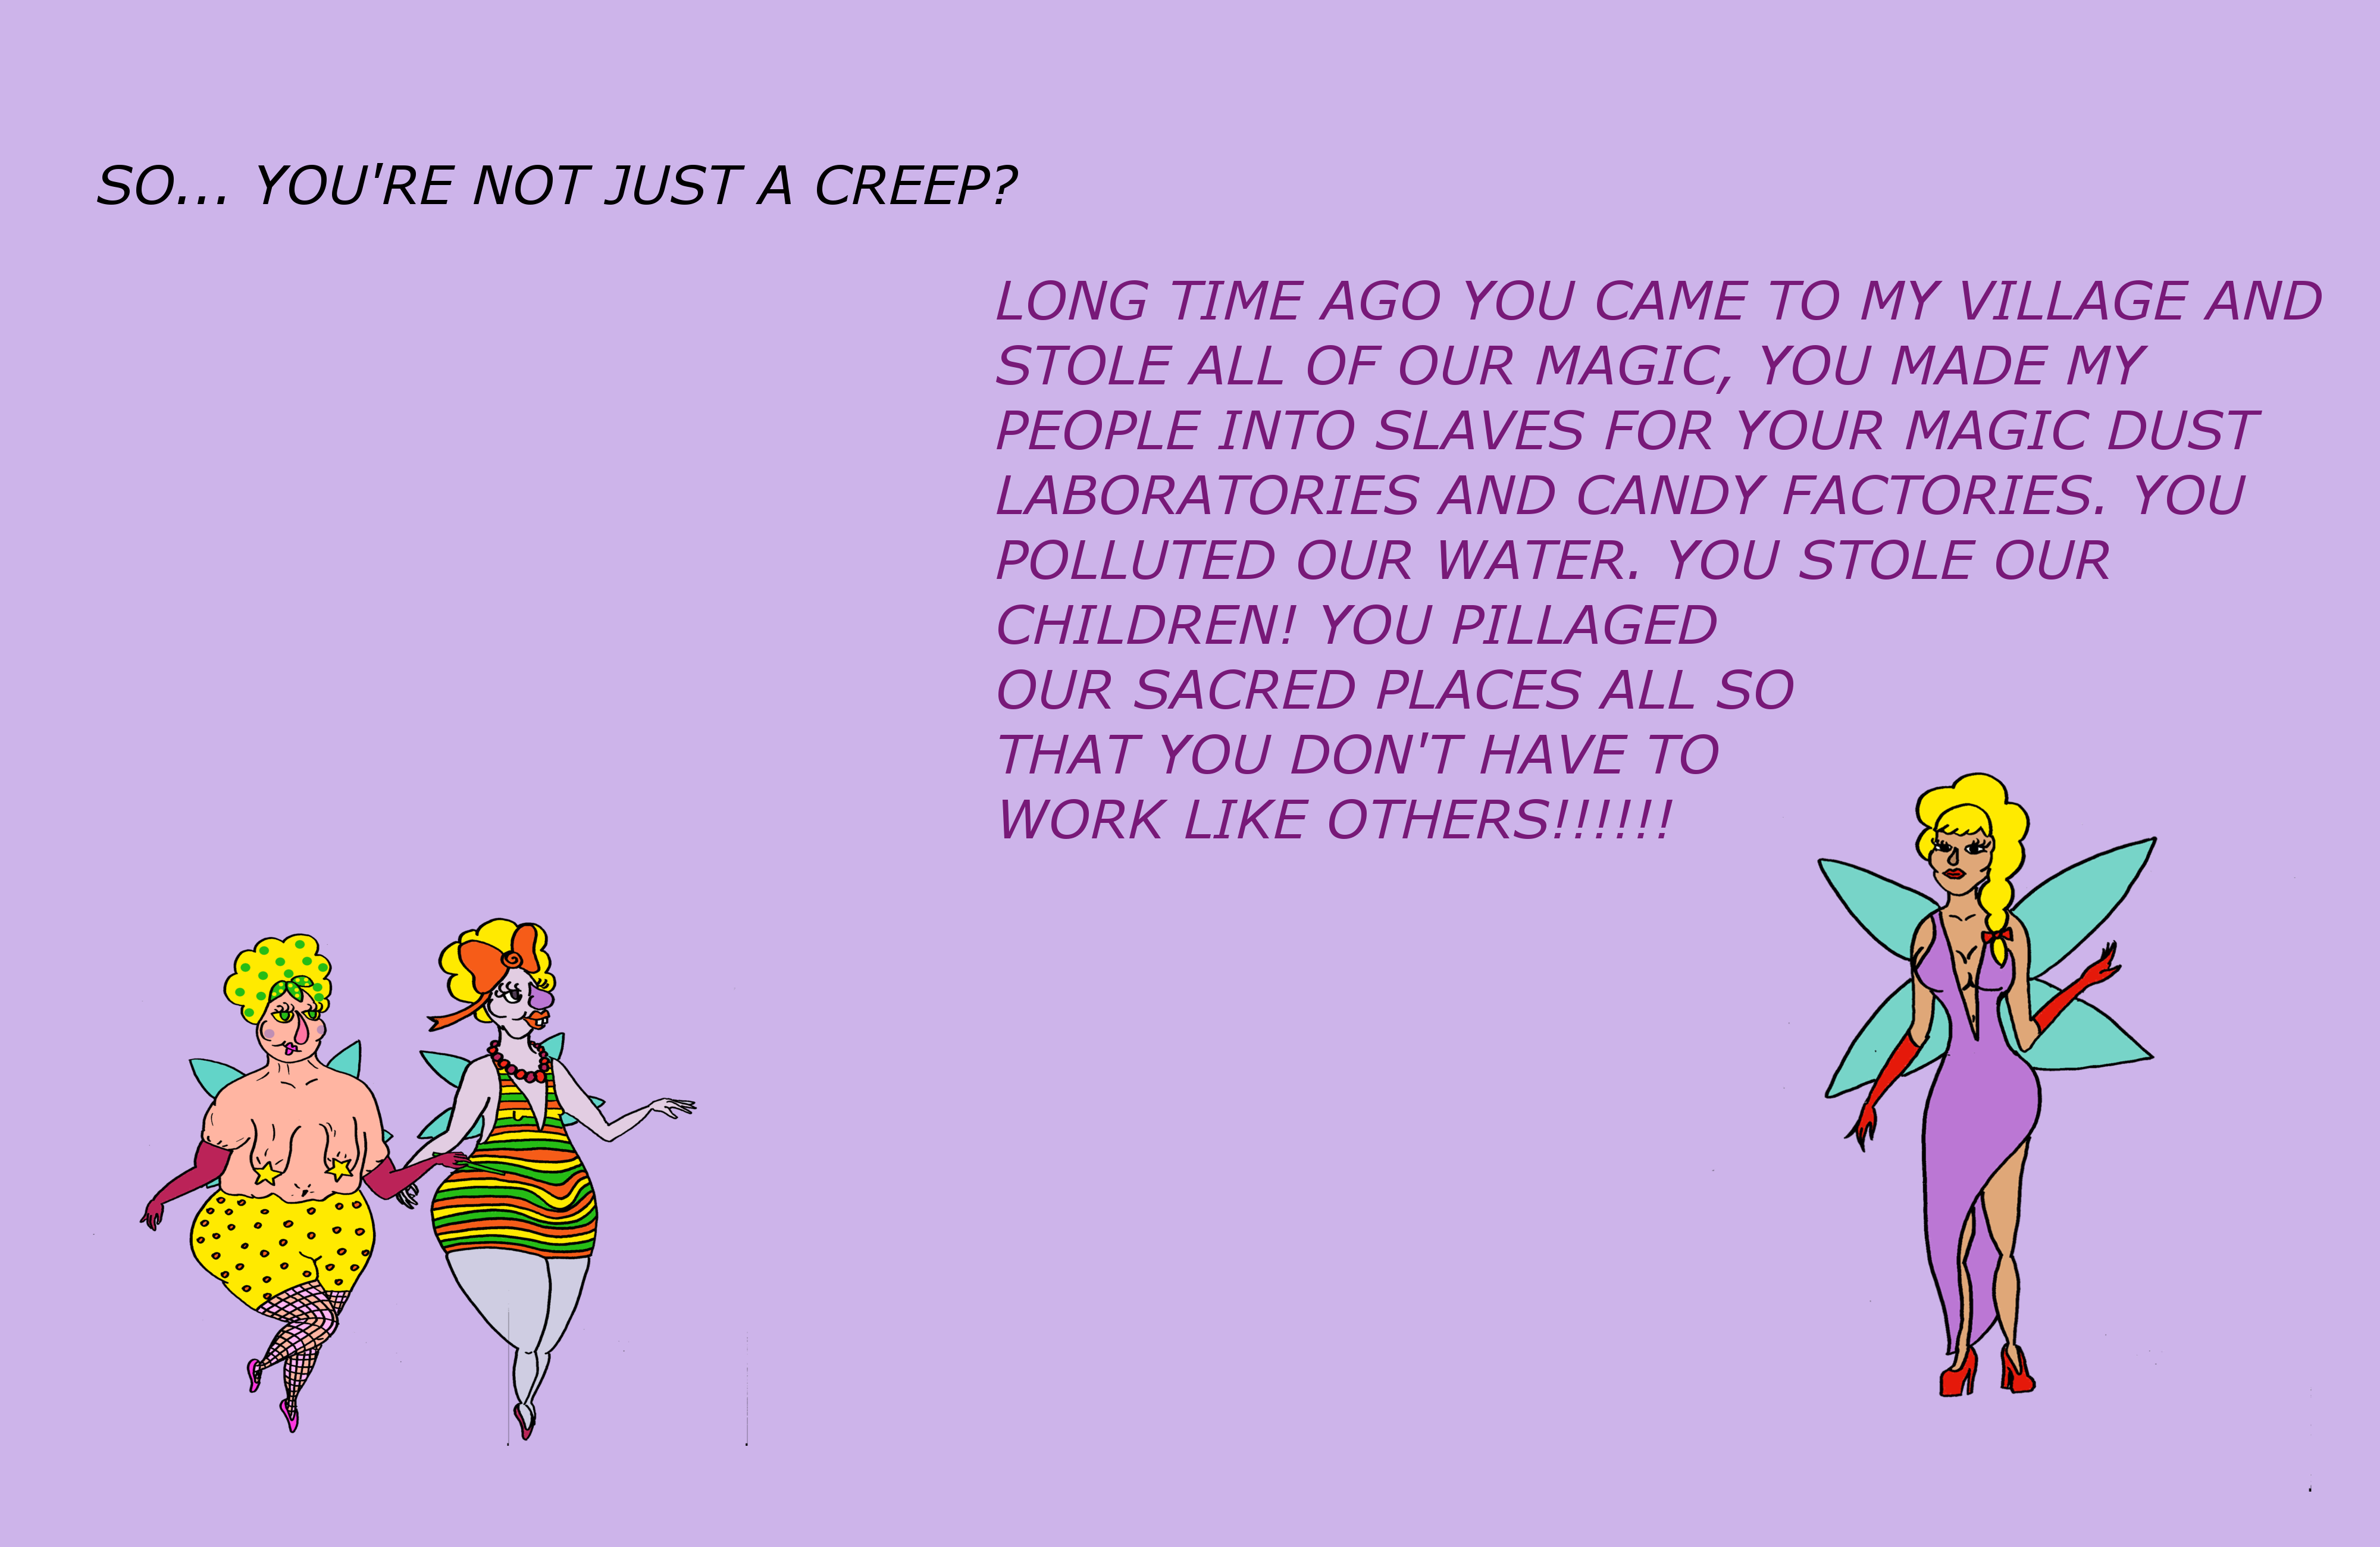 SO... YOU'RE NOT JUST A CREEP?
LONG TIME AGO YOU CAME TO MY VILLAGE AND
STOLE ALL OF OUR MAGIC, YOU MADE MY
PEOPLE INTO SLAVES FOR YOUR MAGIC DUST
LABORATORIES AND CANDY FACTORIES. YOU
POLLUTED OUR WATER. YOU STOLE OUR
CHILDREN! YOU PILLAGED
OUR SACRED PLACES ALL SO
THAT YOU DON'T HAVE TO
WORK LIKE OTHERS!!!!!!